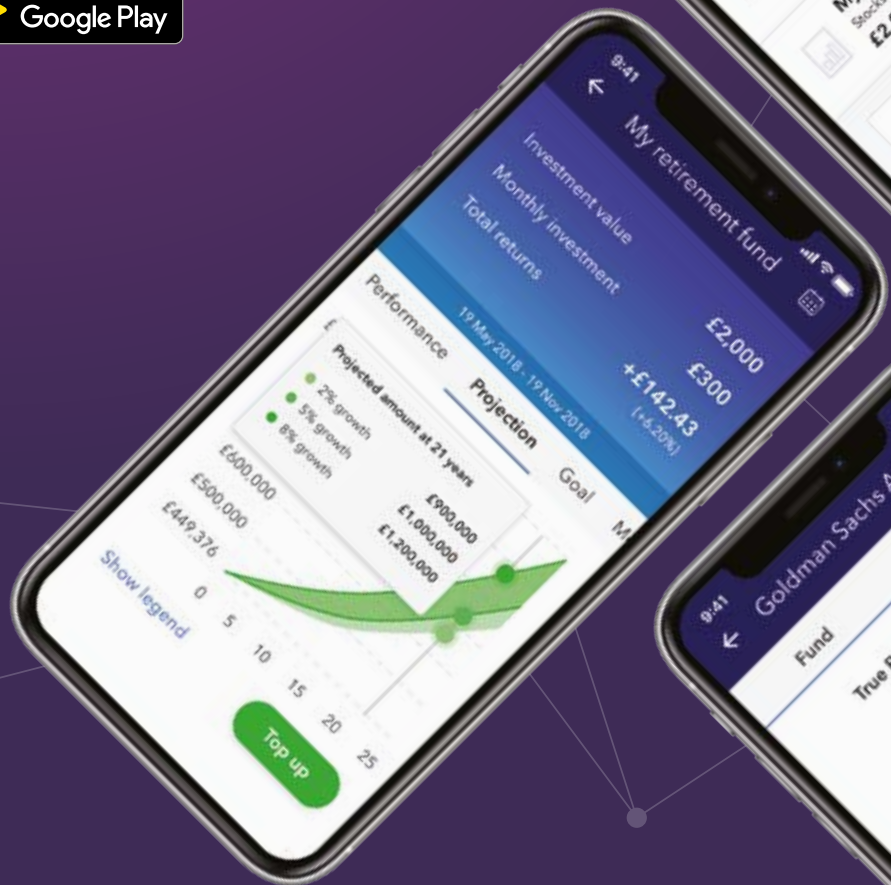 Google Play
9:41
My retirement fund
Investment value £2,000
Monthly investment £300
Total returns +£142.43
(+6.20%)
19 May 2018 - 19 Nov 2018
Performance Projection Goal
Projected amount at 21 years
2% growth £900,000
5% growth £1,000,000
8% growth £1,200,000
£600,000
£500,000
£449,376
0 5 10 15 20 25
Show legend
Top up
£2
9:41
Goldman Sachs
Fund
True